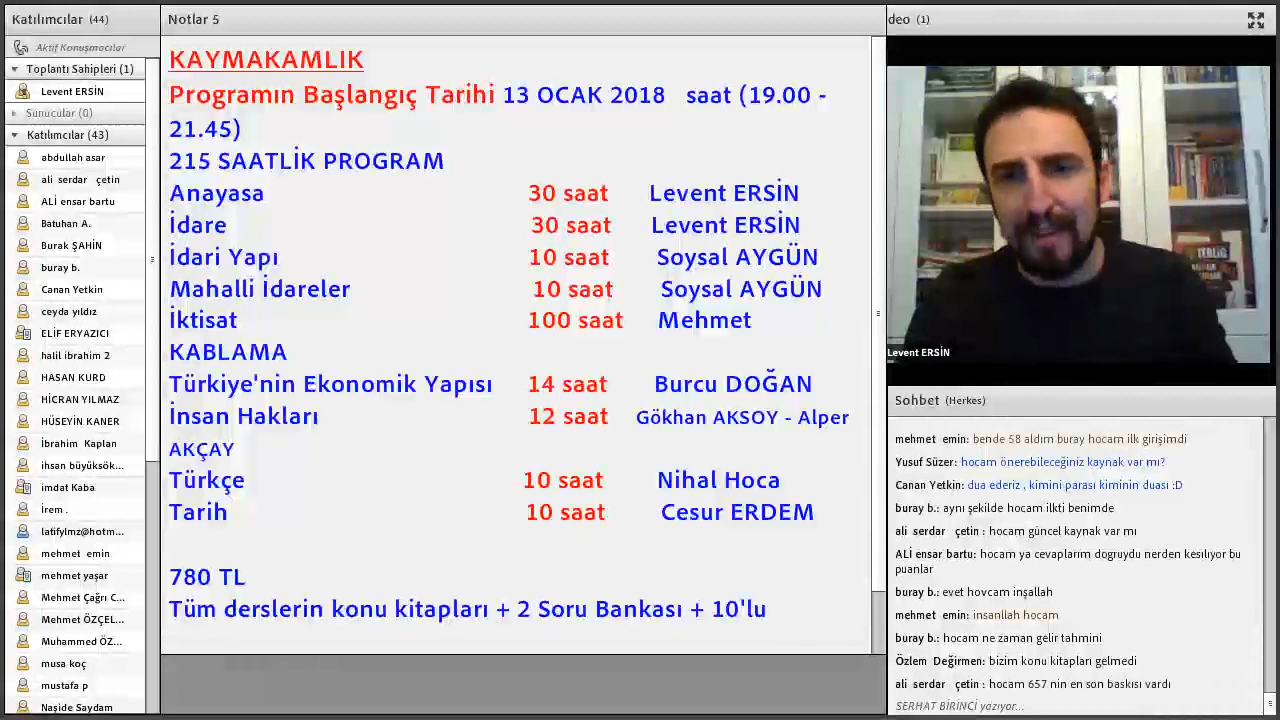 Katılımcılar (44)
Aktif Konuşmacılar
Toplantı Sahipleri (1)
Levent ERSİN
Sunucular (0)
Katılımcılar (43)
abdullah asar
ali serdar çetin
ALİ ensar bartu
Batuhan A.
Burak ŞAHİN
buray b.
Canan Yetkin
ceyda yıldız
ELİF ERYAZICI
halil ibrahim 2
HASAN KURD
HİCRAN YILMAZ
HÜSEYİN KANER
İbrahim Kaplan
ihsan büyüksök...
imdat Kaba
İrem .
latifylmz@hotm...
mehmet emin
mehmet yaşar
Mehmet Çağrı C...
Mehmet ÖZÇEL...
Muhammed ÖZ...
musa koç
mustafa p
Naşide Saydam
Notlar 5
KAYMAKAMLIK
Programın Başlangıç Tarihi 13 OCAK 2018 saat (19.00 -
21.45)
215 SAATLİK PROGRAM
Anayasa 30 saat Levent ERSİN
İdare 30 saat Levent ERSİN
İdari Yapı 10 saat Soysal AYGÜN
Mahalli İdareler 10 saat Soysal AYGÜN
İktisat 100 saat Mehmet
KABLAMA
Türkiye'nin Ekonomik Yapısı 14 saat Burcu DOĞAN
İnsan Hakları 12 saat Gökhan AKSOY - Alper
AKÇAY
Türkçe 10 saat Nihal Hoca
Tarih 10 saat Cesur ERDEM
780 TL
Tüm derslerin konu kitapları + 2 Soru Bankası + 10'lu
deo (1)
TEBLİG
Levent ERSİN
Sohbet (Herkes)
mehmet emin: bende 58 aldım buray hocam ilk girişimdi
Yusuf Süzer: hocam önerebileceğiniz kaynak var mı?
Canan Yetkin: dua ederiz , kimini parası kiminin duası :D
buray b.: aynı şekilde hocam ilkti benimde
ali serdar çetin : hocam güncel kaynak var mı
ALİ ensar bartu: hocam ya cevaplarım dogruydu nerden kesılıyor bu
puanlar
buray b.: evet hovcam inşallah
mehmet emin: insanllah hocam
buray b.: hocam ne zaman gelir tahmini
Özlem Değirmen: bizim konu kitapları gelmedi
ali serdar çetin : hocam 657 nin en son baskısı vardı
SERHAT BİRİNCİ yazıyor...